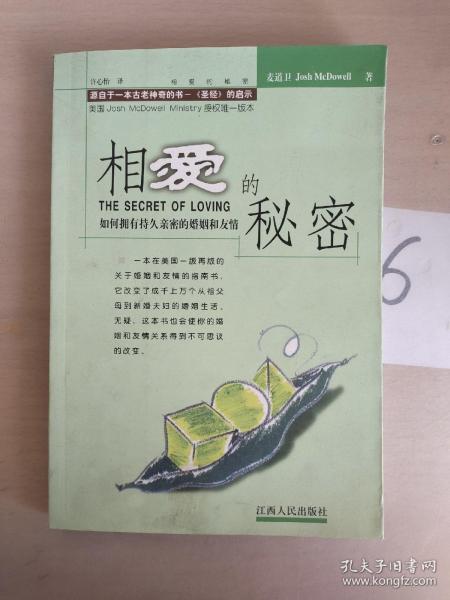 许心怡 译
相爱的秘密
麦道卫 Josh McDowell 著
源自于一本古老神奇的书－《圣经》的启示
美国 Josh McDowell Ministry 授权唯一版本
相爱的
THE SECRET OF LOVING
如何拥有持久亲密的婚姻和友情
秘密
一本在美国一版再版的
关于婚姻和友情的指南书，
它改变了成千上万个从祖父
母到新婚夫妇的婚姻生活。
无疑，这本书也会使你的婚
姻和友情关系得到不可思议
的改变。
江西人民出版社
6
孔夫子旧书网
www.kongfz.com